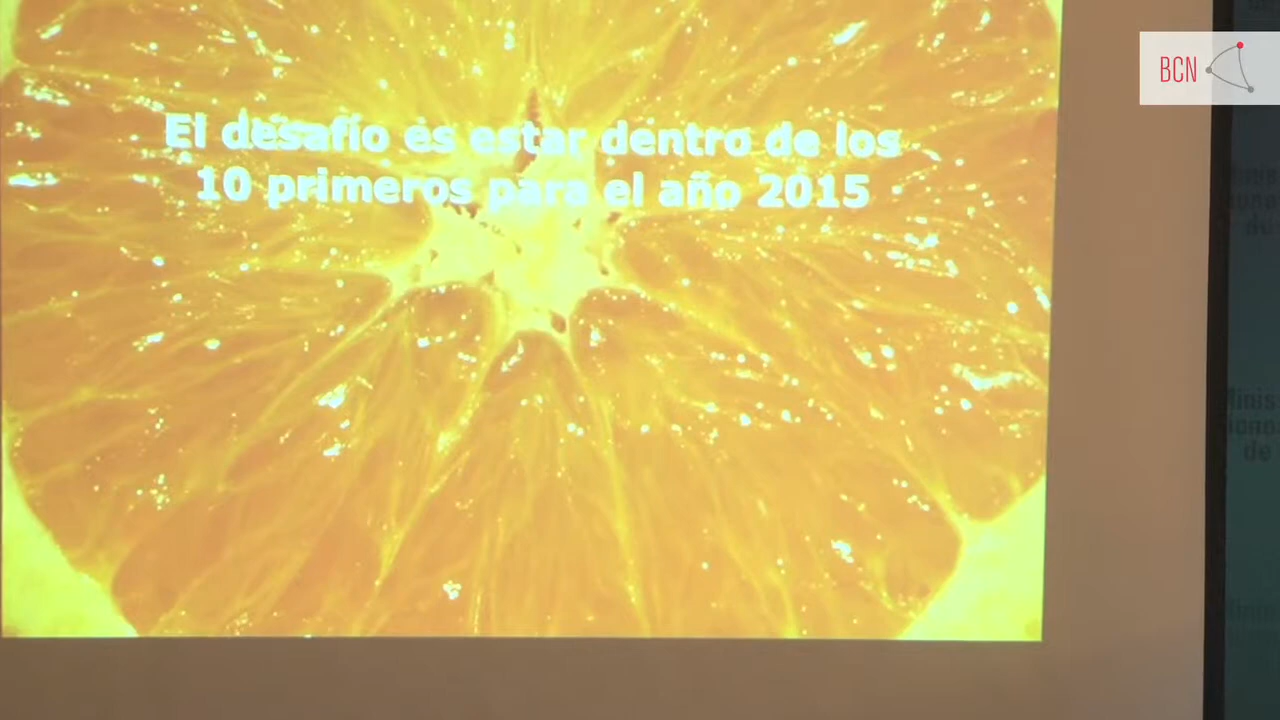 BCN
El desafío es estar dentro de los
10 primeros para el año 2015